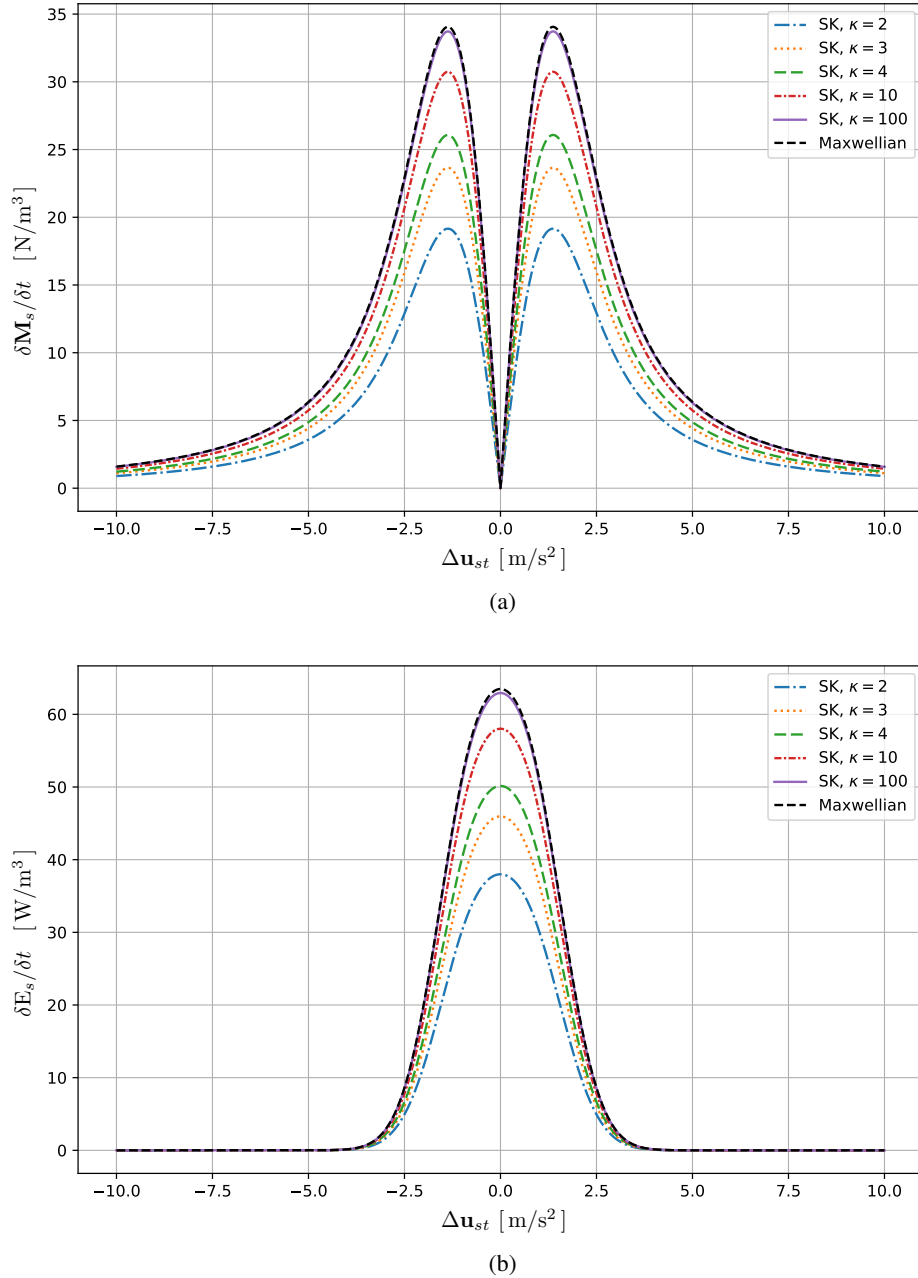 35
30
25
20
15
10
5
0
δM_s/δt [N/m³]
SK, κ = 2
SK, κ = 3
SK, κ = 4
SK, κ = 10
SK, κ = 100
Maxwellian
−10.0 −7.5 −5.0 −2.5 0.0 2.5 5.0 7.5 10.0
Δu_st [m/s²]
(a)
60
50
40
30
20
10
0
δE_s/δt [W/m³]
SK, κ = 2
SK, κ = 3
SK, κ = 4
SK, κ = 10
SK, κ = 100
Maxwellian
−10.0 −7.5 −5.0 −2.5 0.0 2.5 5.0 7.5 10.0
Δu_st [m/s²]
(b)